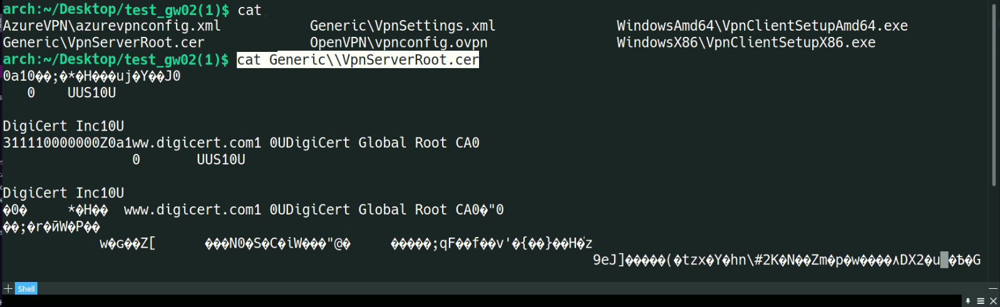 arch:~/Desktop/test_gw02(1)$ cat
AzureVPN\azurevpnconfig.xml Generic\VpnSettings.xml WindowsAmd64\VpnClientSetupAmd64.exe
Generic\VpnServerRoot.cer OpenVPN\vpnconfig.ovpn WindowsX86\VpnClientSetupX86.exe
arch:~/Desktop/test_gw02(1)$ cat Generic\\VpnServerRoot.cer
0a10��;�*�H���uj�Y��J0
0 UUS10U
DigiCert Inc10U
311110000000Z0a1ww.digicert.com1 0UDigiCert Global Root CA0
0 UUS10U
DigiCert Inc10U
�0� *�H�� www.digicert.com1 0UDigiCert Global Root CA0�"0
��;�r�ӣW�P��
w�ɢ��Z[ ���N0�S�C�iW���"@� �����;qF��f��v'�{��}��H�z
9eJ]�����(�tzx�Y�hn\#2K�N��Zm�p�w����ʌDX2�u �ъ�G
Shell